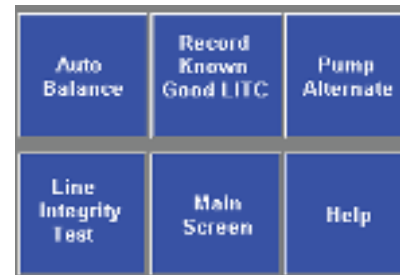 Auto
Balance
Record
Known
Good LITC
Pump
Alternate
Line
Integrity
Test
Main
Screen
Help